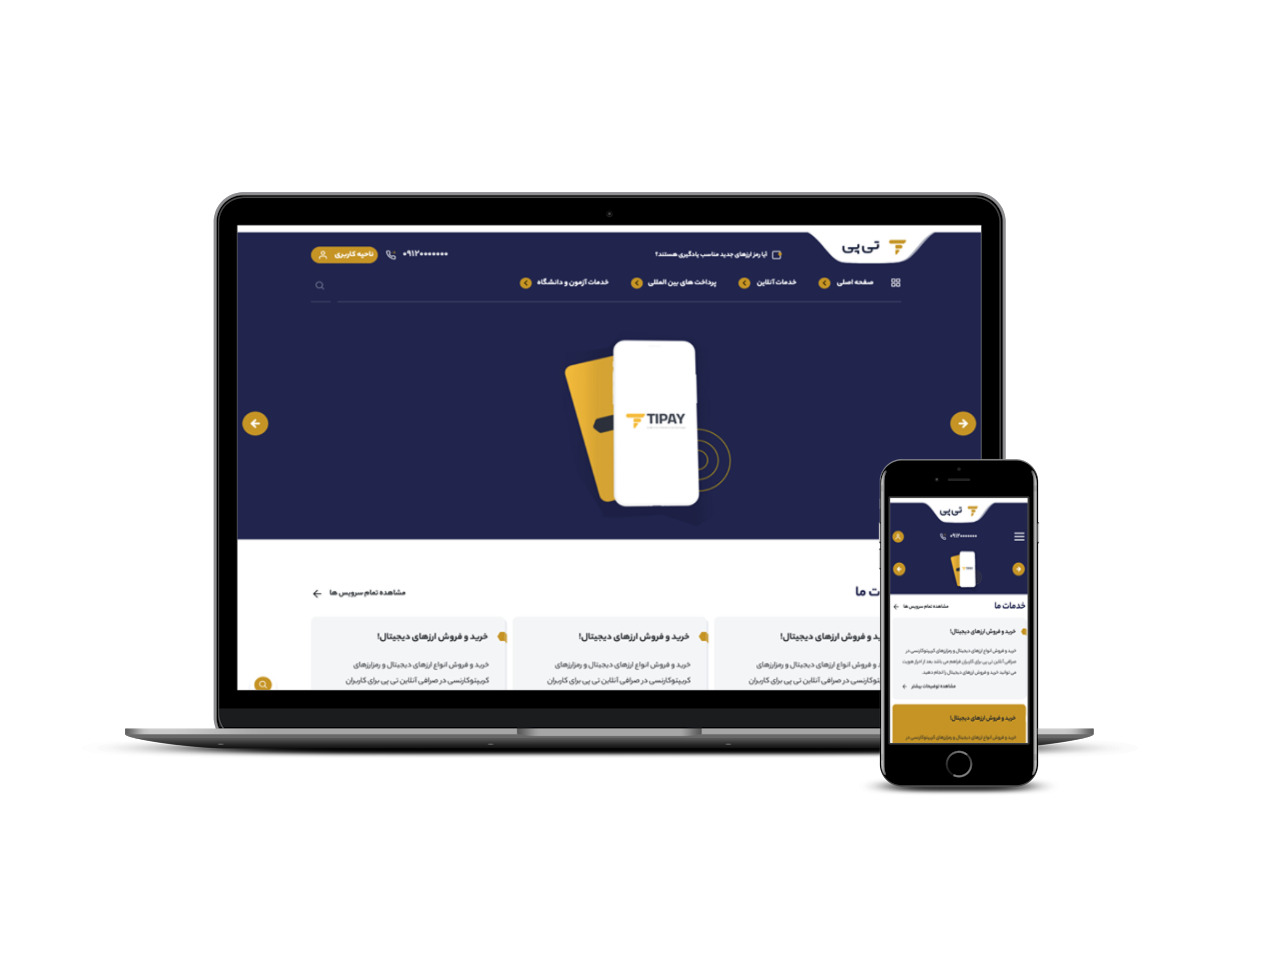 تی‌پی
آیا رمز ارزهای جدید مناسب یادگیری هستند؟
۰۹۱۲۰۰۰۰۰۰۰
ناحیه کاربری
صفحه اصلی
خدمات آنلاین
پرداخت های بین المللی
خدمات آزمون و دانشگاه
TIPAY
ت ما
مشاهده تمام سرویس ها
ید و فروش ارزهای دیجیتال!
خرید و فروش انواع ارزهای دیجیتال و رمزارزهای
توکارنسی در صرافی آنلاین تی پی برای کاربران
خرید و فروش ارزهای دیجیتال!
خرید و فروش انواع ارزهای دیجیتال و رمزارزهای
کریپتوکارنسی در صرافی آنلاین تی پی برای کاربران
خرید و فروش ارزهای دیجیتال!
خرید و فروش انواع ارزهای دیجیتال و رمزارزهای
کریپتوکارنسی در صرافی آنلاین تی پی برای کاربران
تی‌پی
۰۹۱۲۰۰۰۰۰۰۰
خدمات ما
مشاهده تمام سرویس ها
خرید و فروش ارزهای دیجیتال!
خرید و فروش انواع ارزهای دیجیتال و رمزارزهای کریپتوکارنسی در
صرافی آنلاین تی پی برای کاربران فراهم می باشد بعد از احراز هویت
می توانید خرید و فروش ارزهای دیجیتال را انجام دهید.
مشاهده توضیحات بیشتر
خرید و فروش ارزهای دیجیتال!
خرید و فروش انواع ارزهای دیجیتال و رمزارزهای کریپتوکارنسی در